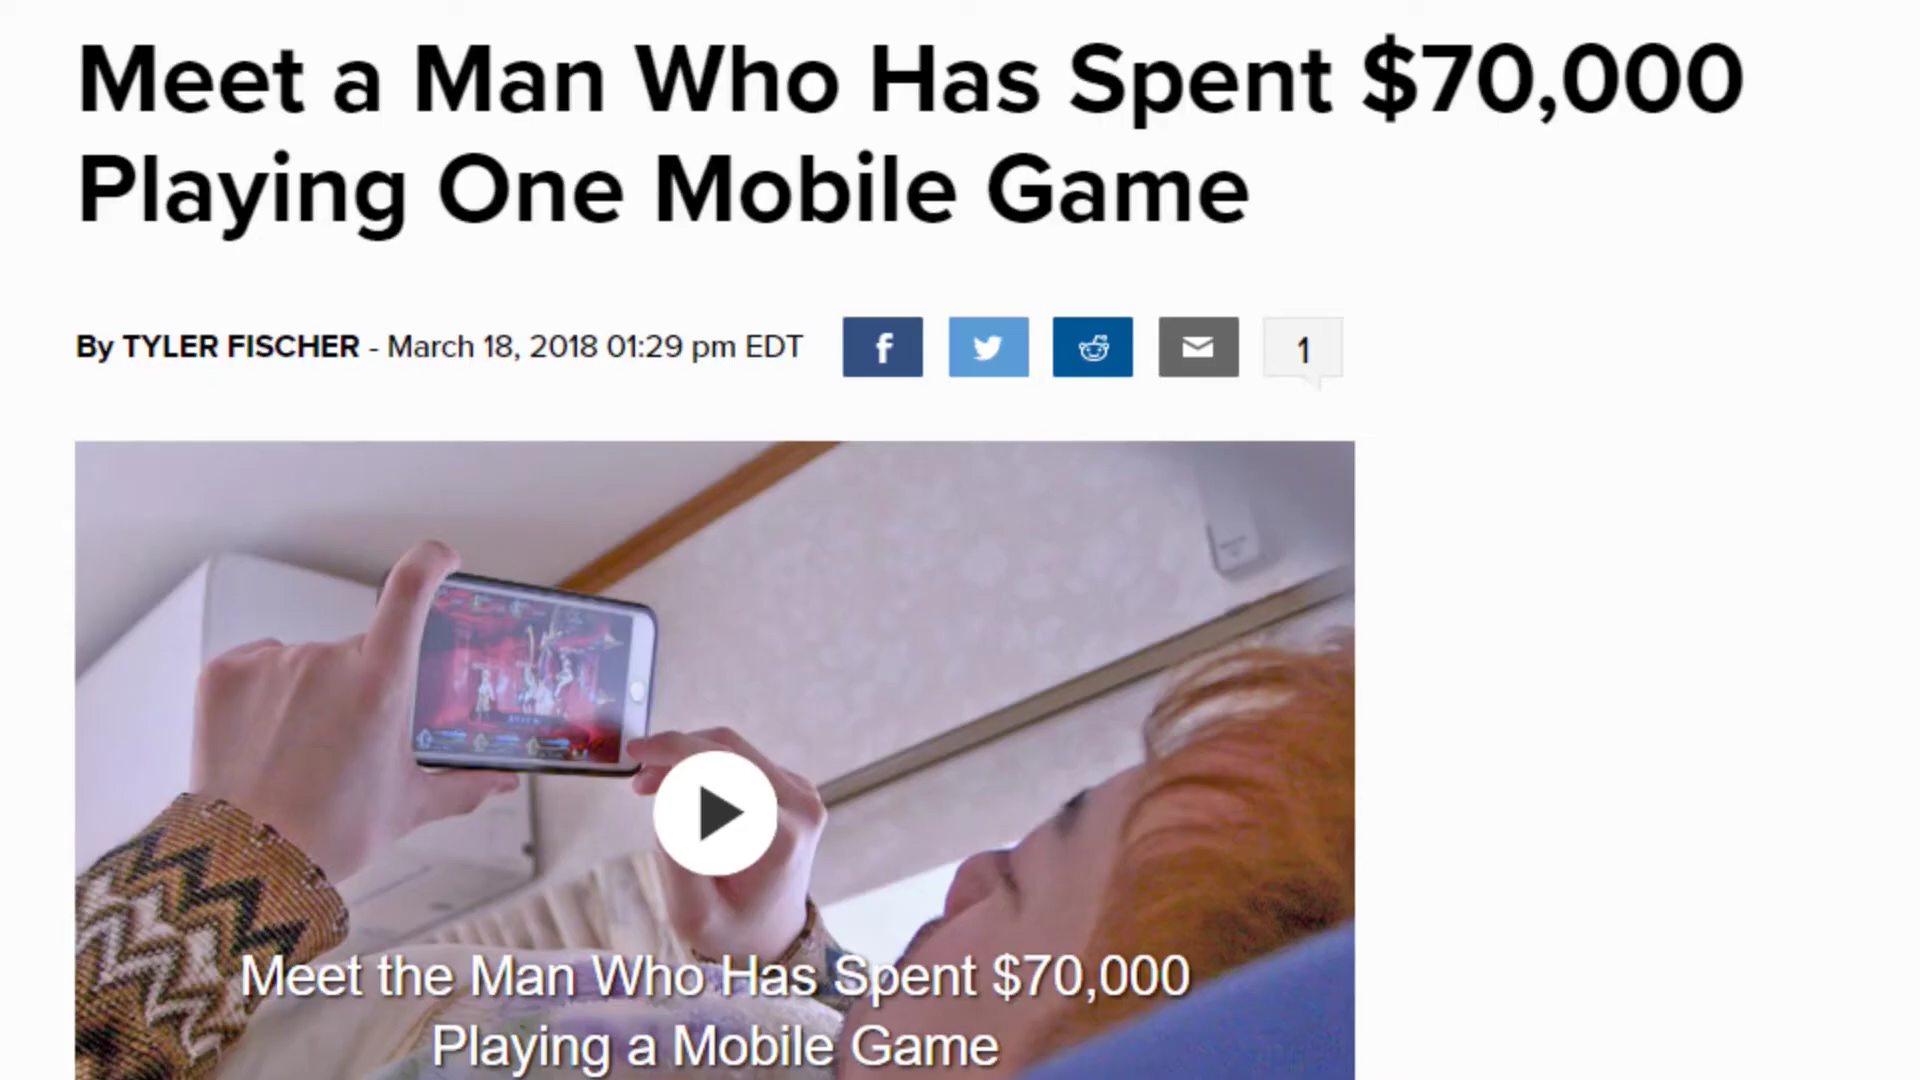 Meet a Man Who Has Spent $70,000
Playing One Mobile Game
By TYLER FISCHER - March 18, 2018 01:29 pm EDT
f
1
Meet the Man Who Has Spent $70,000
Playing a Mobile Game